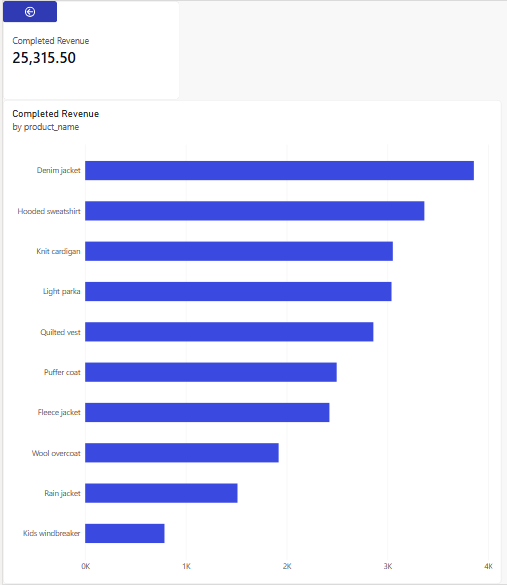 Completed Revenue
25,315.50
Completed Revenue
by product_name
Denim jacket
Hooded sweatshirt
Knit cardigan
Light parka
Quilted vest
Puffer coat
Fleece jacket
Wool overcoat
Rain jacket
Kids windbreaker
0K 1K 2K 3K 4K